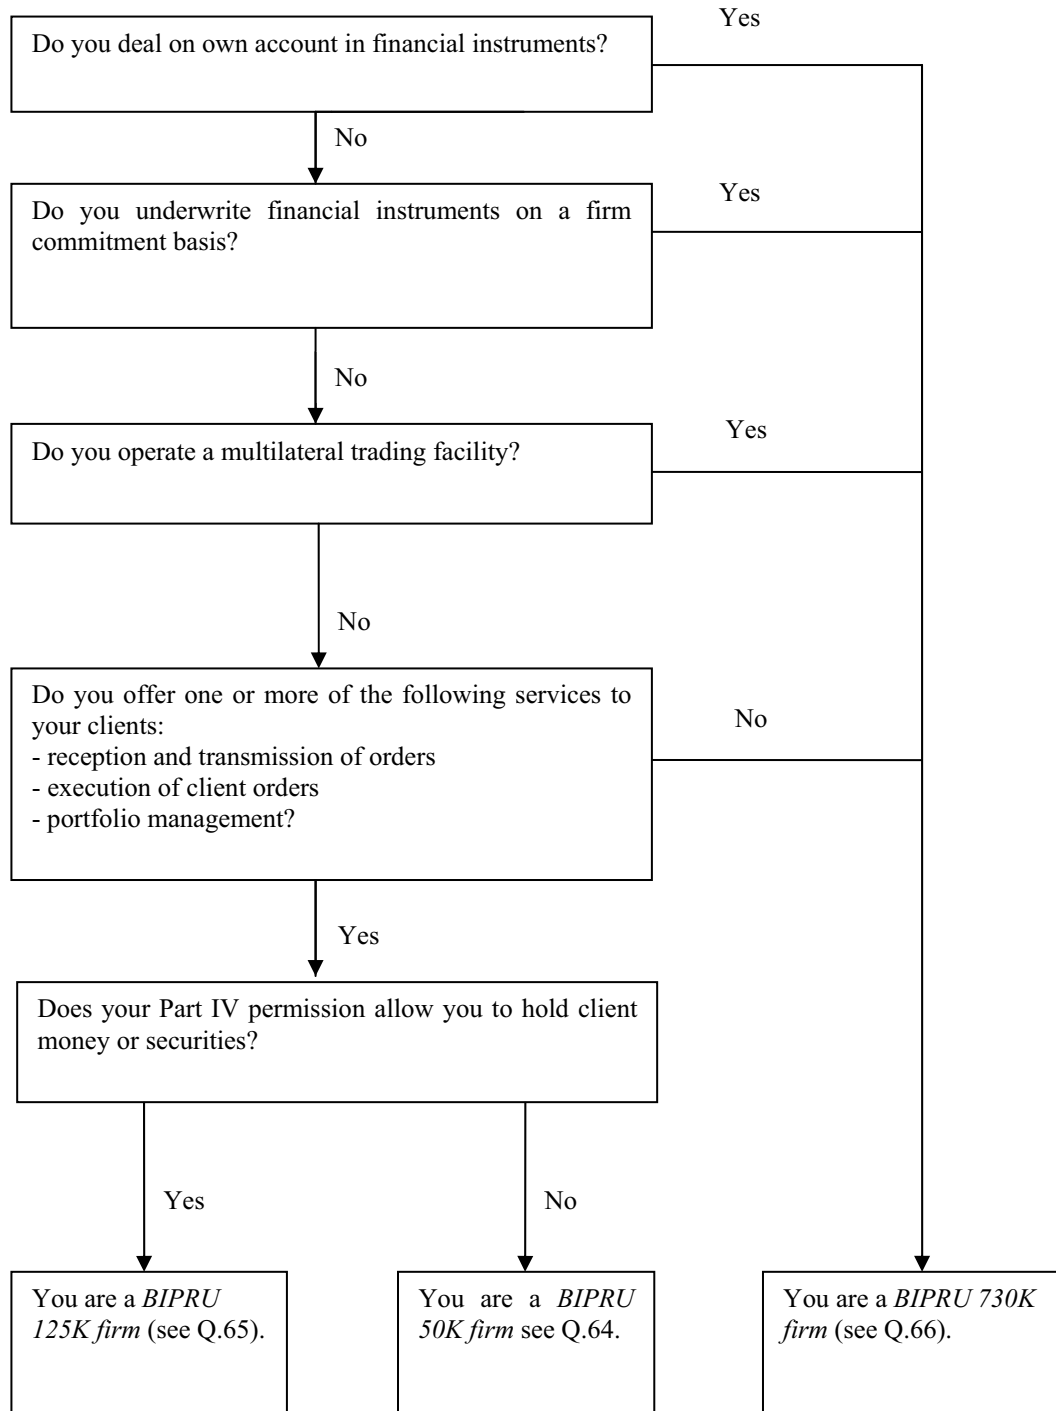 Yes
Do you deal on own account in financial instruments?
No
Yes
Do you underwrite financial instruments on a firm
commitment basis?
No
Yes
Do you operate a multilateral trading facility?
No
Do you offer one or more of the following services to
your clients:
- reception and transmission of orders
- execution of client orders
- portfolio management?
No
Yes
Does your Part IV permission allow you to hold client
money or securities?
Yes
No
You are a BIPRU
125K firm (see Q.65).
You are a BIPRU
50K firm see Q.64.
You are a BIPRU 730K
firm (see Q.66).